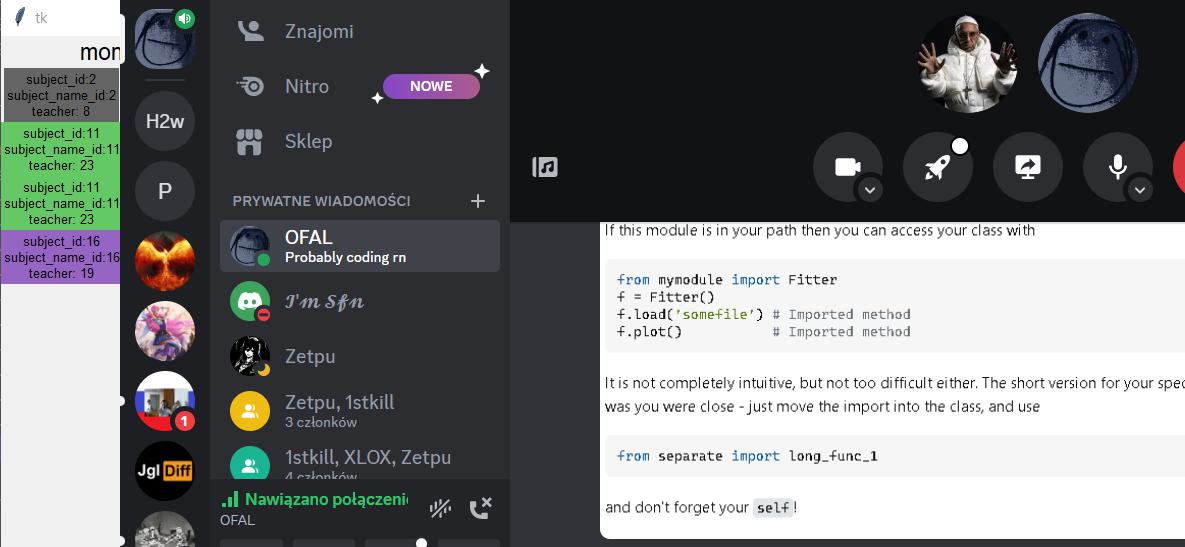 tk
mon
subject_id:2
subject_name_id:2
teacher: 8
subject_id:11
subject_name_id:11
teacher: 23
subject_id:11
subject_name_id:11
teacher: 23
subject_id:16
subject_name_id:16
teacher: 19
H2w
P
1
Jgl Diff
Znajomi
Nitro
NOWE
Sklep
PRYWATNE WIADOMOŚCI
OFAL
Probably coding rn
𝓘'𝓶 𝓢𝓯𝓷
Zetpu
Zetpu, 1stkill
3 członków
1stkill, XLOX, Zetpu
4 członków
Nawiązano połączenie
OFAL
If this module is in your path then you can access your class with
from mymodule import Fitter
f = Fitter()
f.load('somefile') # Imported method
f.plot() # Imported method
It is not completely intuitive, but not too difficult either. The short version for your spec
was you were close - just move the import into the class, and use
from separate import long_func_1
and don't forget your self!